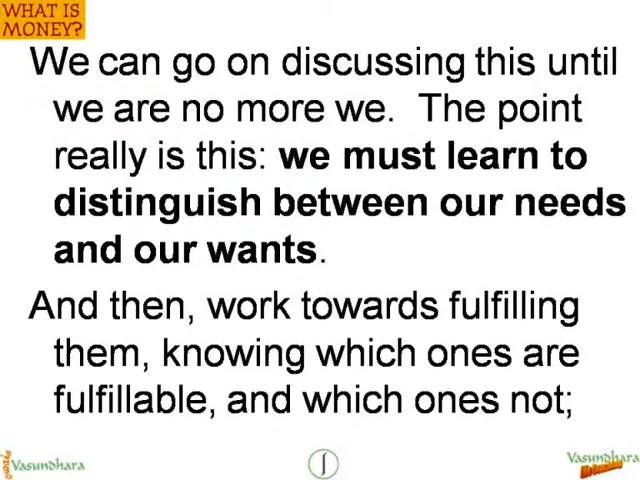 WHAT IS
MONEY?
We can go on discussing this until
we are no more we.  The point
really is this: we must learn to
distinguish between our needs
and our wants.
And then, work towards fulfilling
them, knowing which ones are
fulfillable, and which ones not;
Vasundhara
Vasundhara
Life Coaching